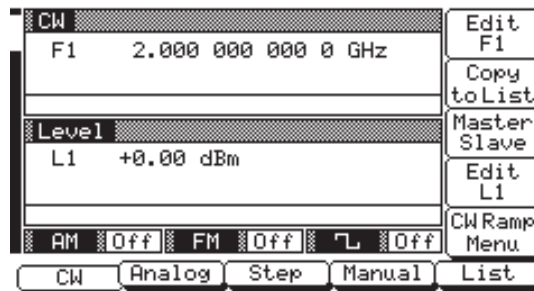 CW
F1 2.000 000 000 0 GHz
Level
L1 +0.00 dBm
AM Off FM Off Off
Edit
F1
Copy
to List
Master
Slave
Edit
L1
CW Ramp
Menu
CW Analog Step Manual List